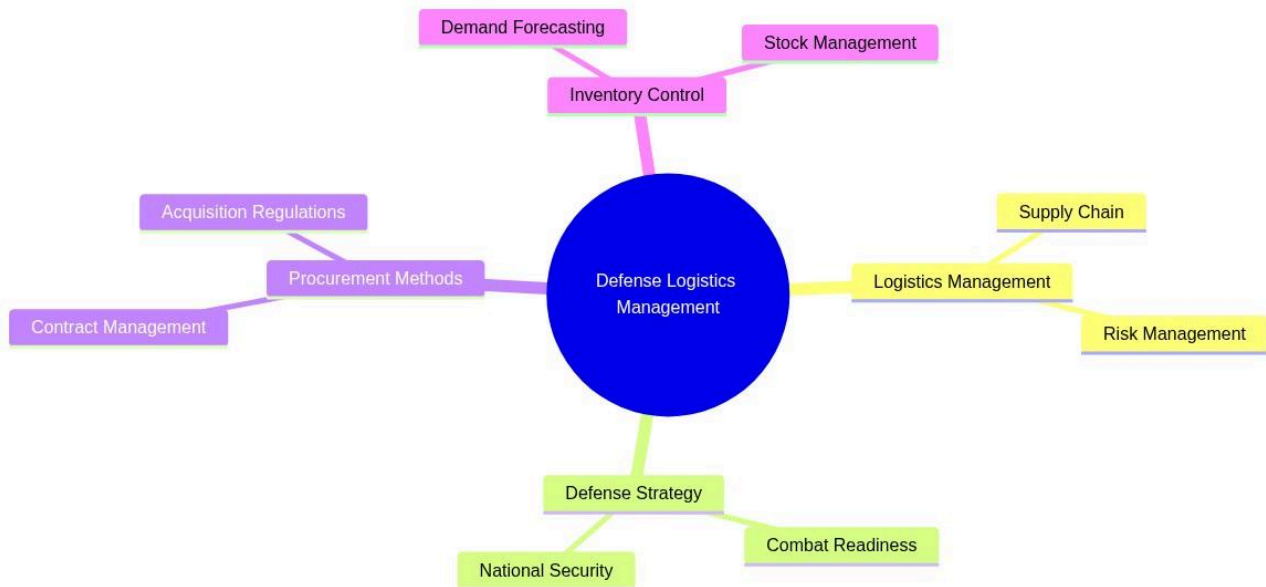 Demand Forecasting
Stock Management
Inventory Control
Acquisition Regulations
Supply Chain
Procurement Methods
Defense Logistics
Management
Logistics Management
Contract Management
Risk Management
Defense Strategy
Combat Readiness
National Security